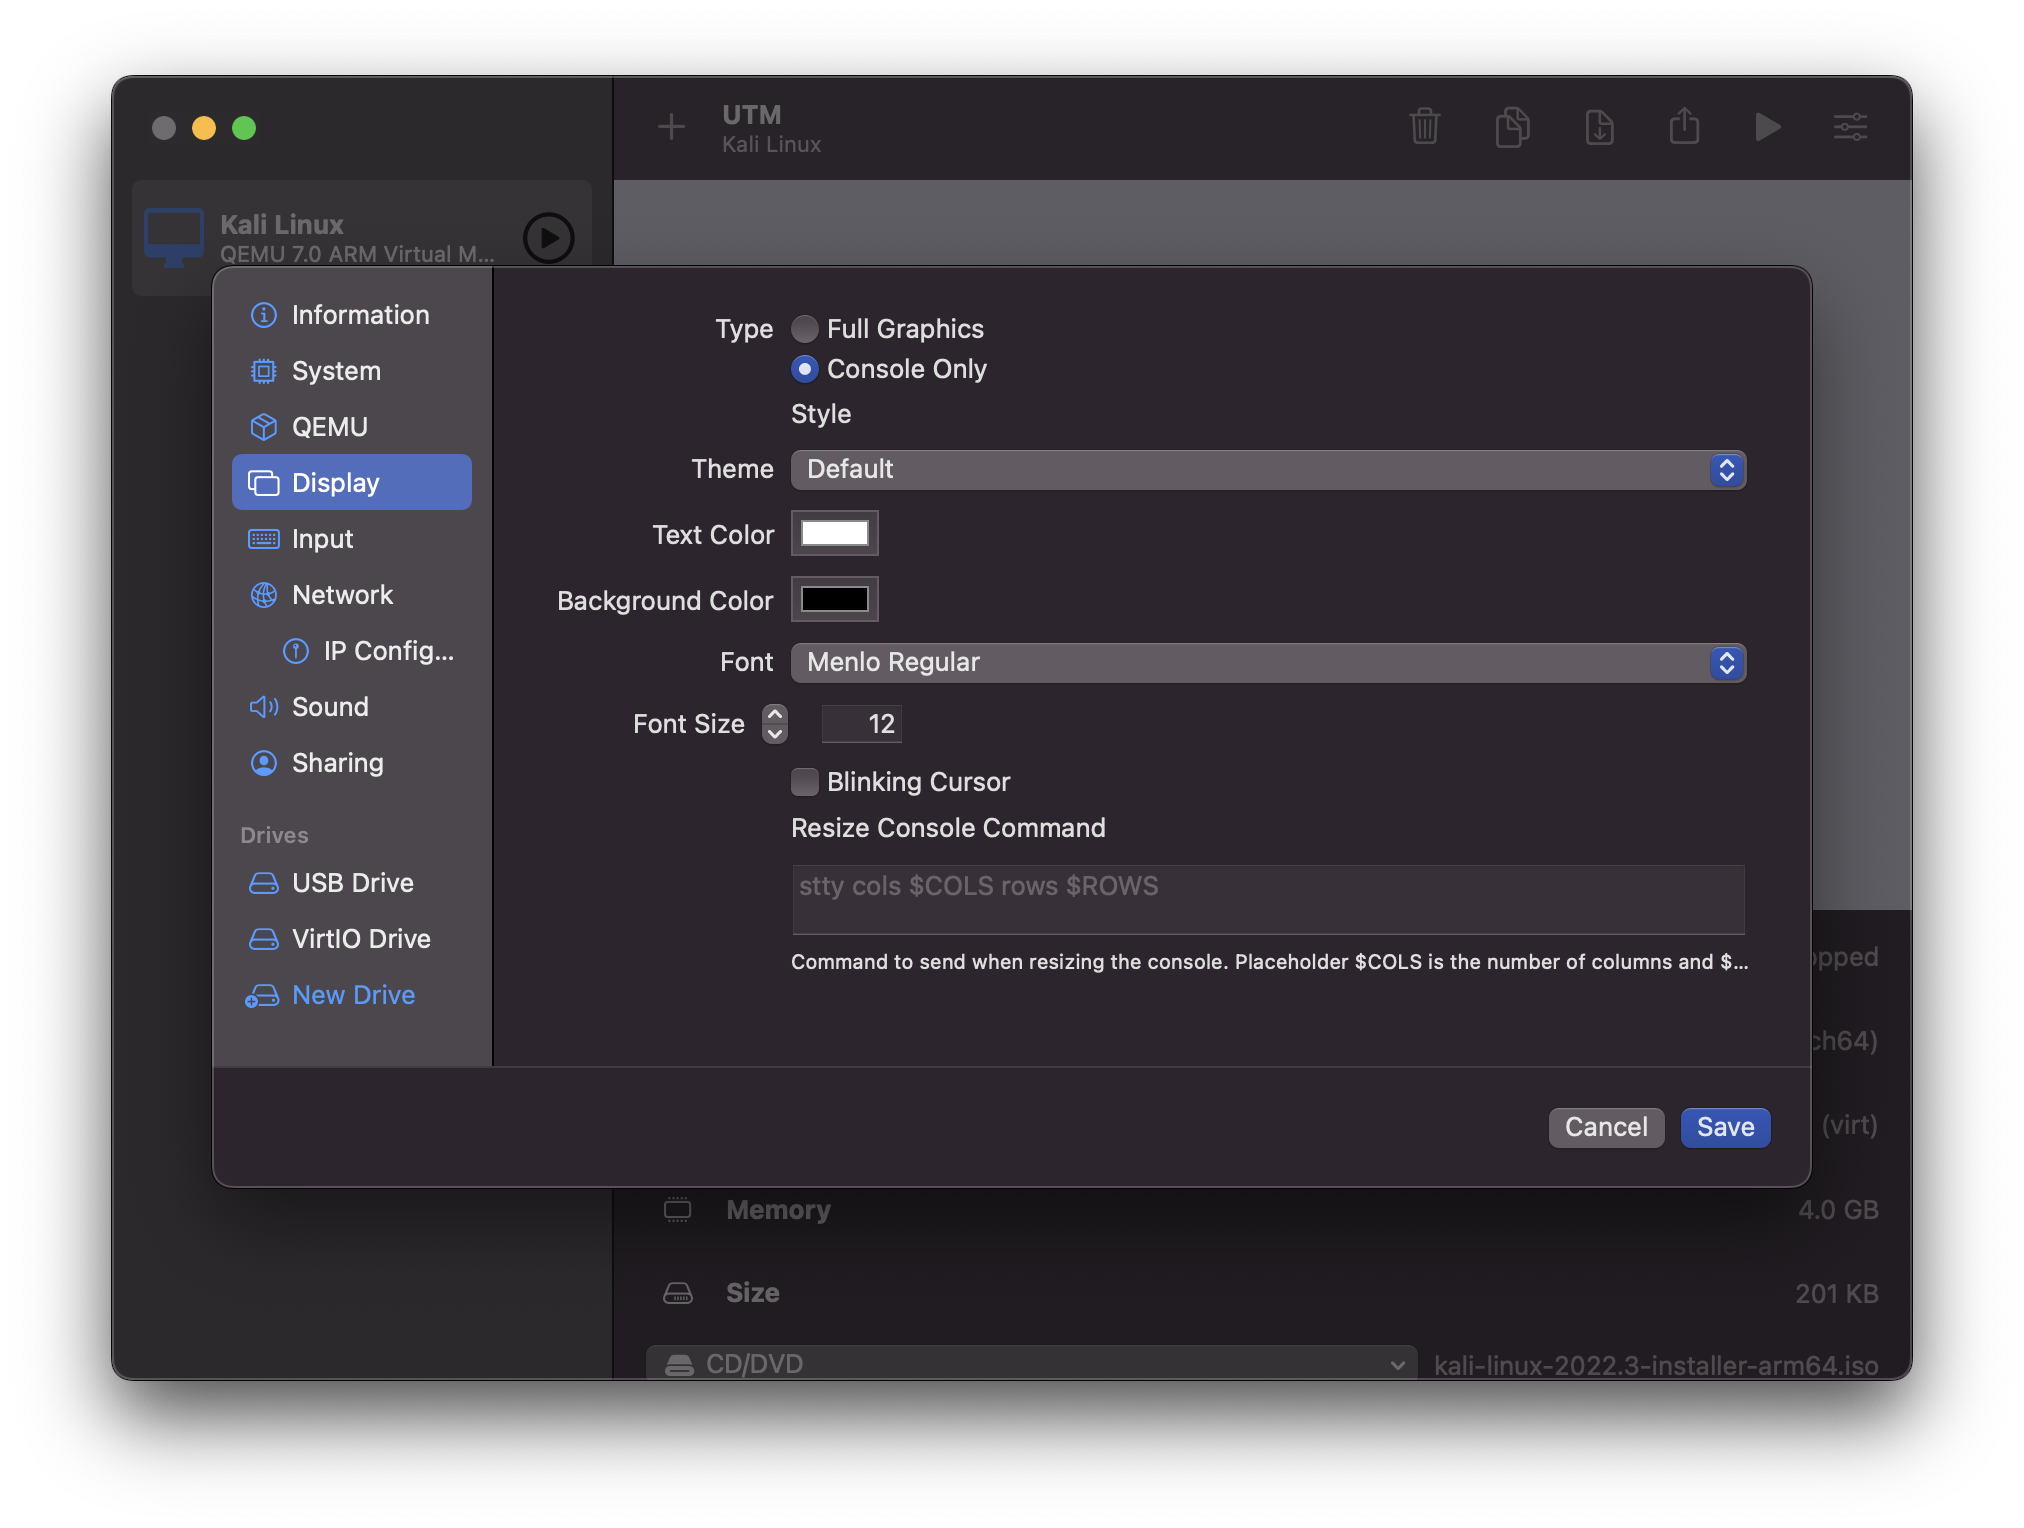 UTM
Kali Linux
Kali Linux
QEMU 7.0 ARM Virtual M...
Information
System
QEMU
Display
Input
Network
IP Config...
Sound
Sharing
Drives
USB Drive
VirtIO Drive
New Drive
Type
Full Graphics
Console Only
Style
Theme Default
Text Color
Background Color
Font Menlo Regular
Font Size 12
Blinking Cursor
Resize Console Command
stty cols $COLS rows $ROWS
Command to send when resizing the console. Placeholder $COLS is the number of columns and $...
Cancel Save
opped
ch64)
(virt)
Memory 4.0 GB
Size 201 KB
CD/DVD kali-linux-2022.3-installer-arm64.iso